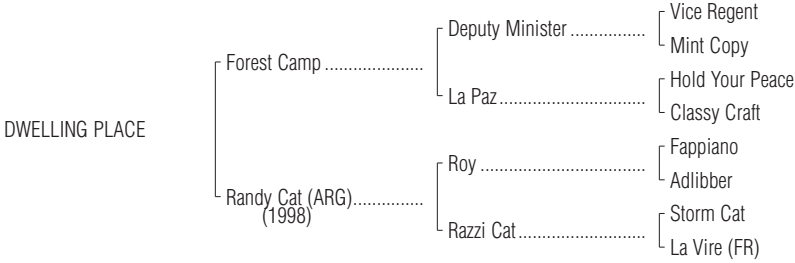 Vice Regent
Deputy Minister ................
Mint Copy
Forest Camp .....................
Hold Your Peace
La Paz...............................
Classy Craft
DWELLING PLACE
Fappiano
Roy ...................................
Adlibber
Randy Cat (ARG)...............
(1998)
Storm Cat
Razzi Cat...........................
La Vire (FR)